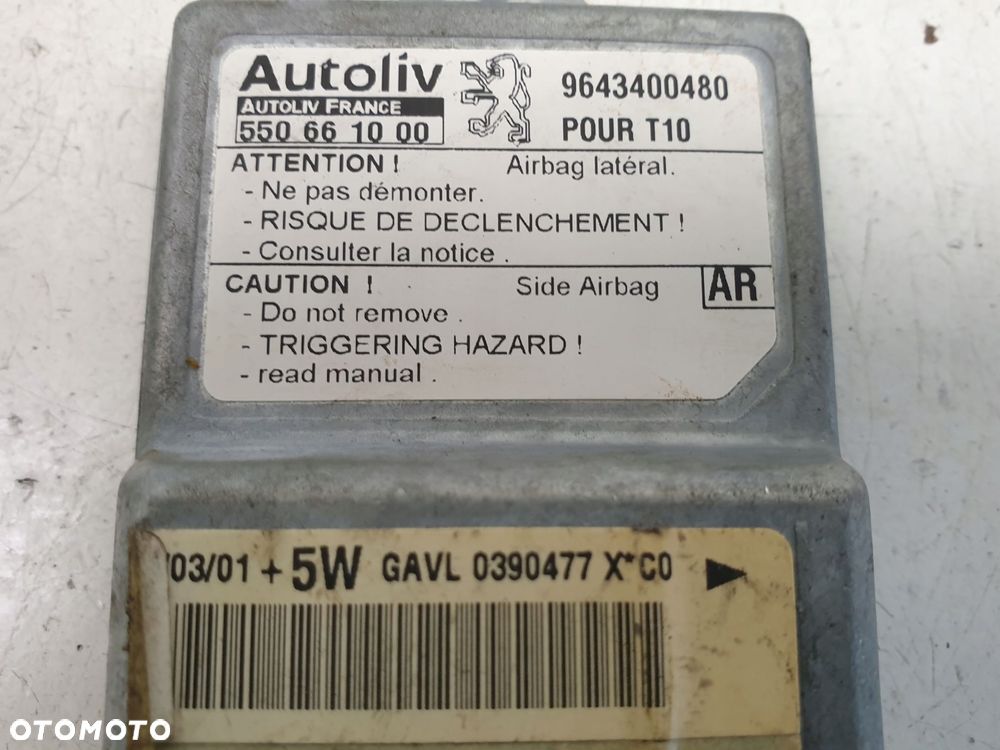 Autoliv
AUTOLIV FRANCE
550 66 10 00
9643400480
POUR T10
ATTENTION ! Airbag latéral.
- Ne pas démonter.
- RISQUE DE DECLENCHEMENT !
- Consulter la notice .
CAUTION ! Side Airbag AR
- Do not remove .
- TRIGGERING HAZARD !
- read manual .
/03/01 + 5W GAVL 0390477 X*C0
OTOMOTO